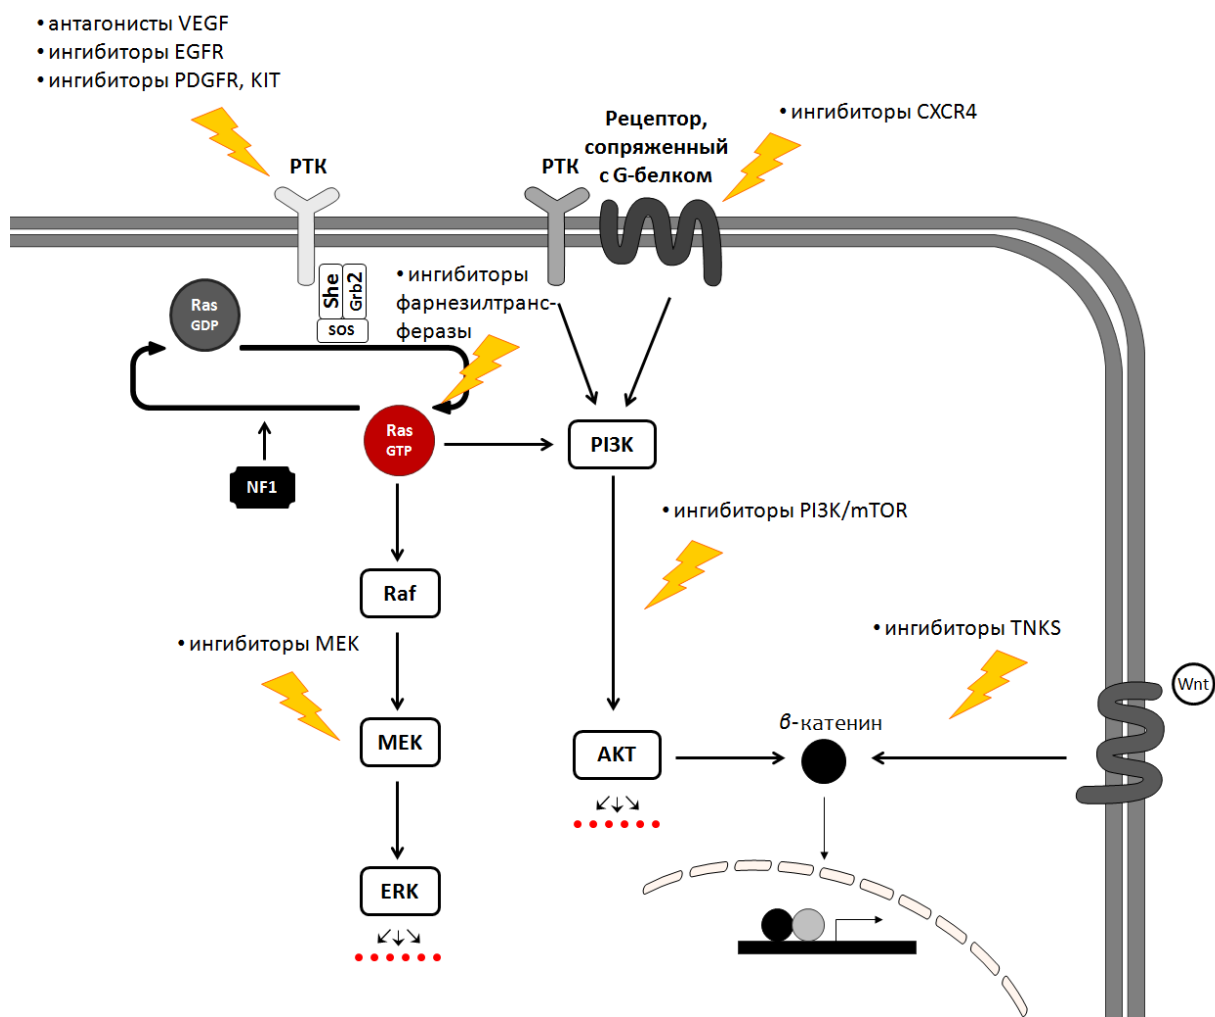 • антагонисты VEGF
• ингибиторы EGFR
• ингибиторы PDGFR, KIT
• ингибиторы CXCR4
Рецептор,
сопряженный
с G-белком
РТК
РТК
• ингибиторы
фарнезилтранс-
феразы
She
Grb2
SOS
Ras
GDP
Ras
GTP
PI3K
NF1
• ингибиторы PI3K/mTOR
Raf
• ингибиторы TNKS
• ингибиторы MEK
Wnt
β-катенин
MEK
AKT
ERK